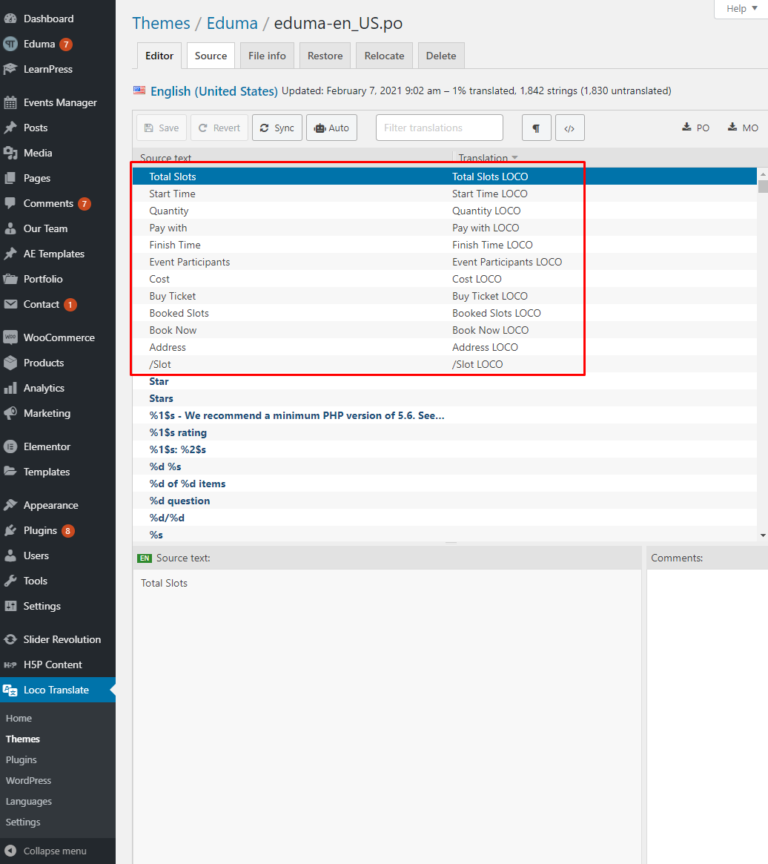 Help
Dashboard
Eduma 7
LearnPress
Events Manager
Posts
Media
Pages
Comments 7
Our Team
AE Templates
Portfolio
Contact 1
WooCommerce
Products
Analytics
Marketing
Elementor
Templates
Appearance
Plugins 8
Users
Tools
Settings
Slider Revolution
H5P H5P Content
Loco Translate
Home
Themes
Plugins
WordPress
Languages
Settings
Collapse menu
Themes / Eduma / eduma-en_US.po
Editor Source File info Restore Relocate Delete
English (United States) Updated: February 7, 2021 9:02 am – 1% translated, 1,842 strings (1,830 untranslated)
Save Revert Sync Auto Filter translations ¶ </> PO MO
Source text Translation
Total Slots Total Slots LOCO
Start Time Start Time LOCO
Quantity Quantity LOCO
Pay with Pay with LOCO
Finish Time Finish Time LOCO
Event Participants Event Participants LOCO
Cost Cost LOCO
Buy Ticket Buy Ticket LOCO
Booked Slots Booked Slots LOCO
Book Now Book Now LOCO
Address Address LOCO
/Slot /Slot LOCO
Star
Stars
%1$s - We recommend a minimum PHP version of 5.6. See...
%1$s rating
%1$s: %2$s
%d %s
%d of %d items
%d question
%d/%d
%s
EN Source text: Comments:
Total Slots